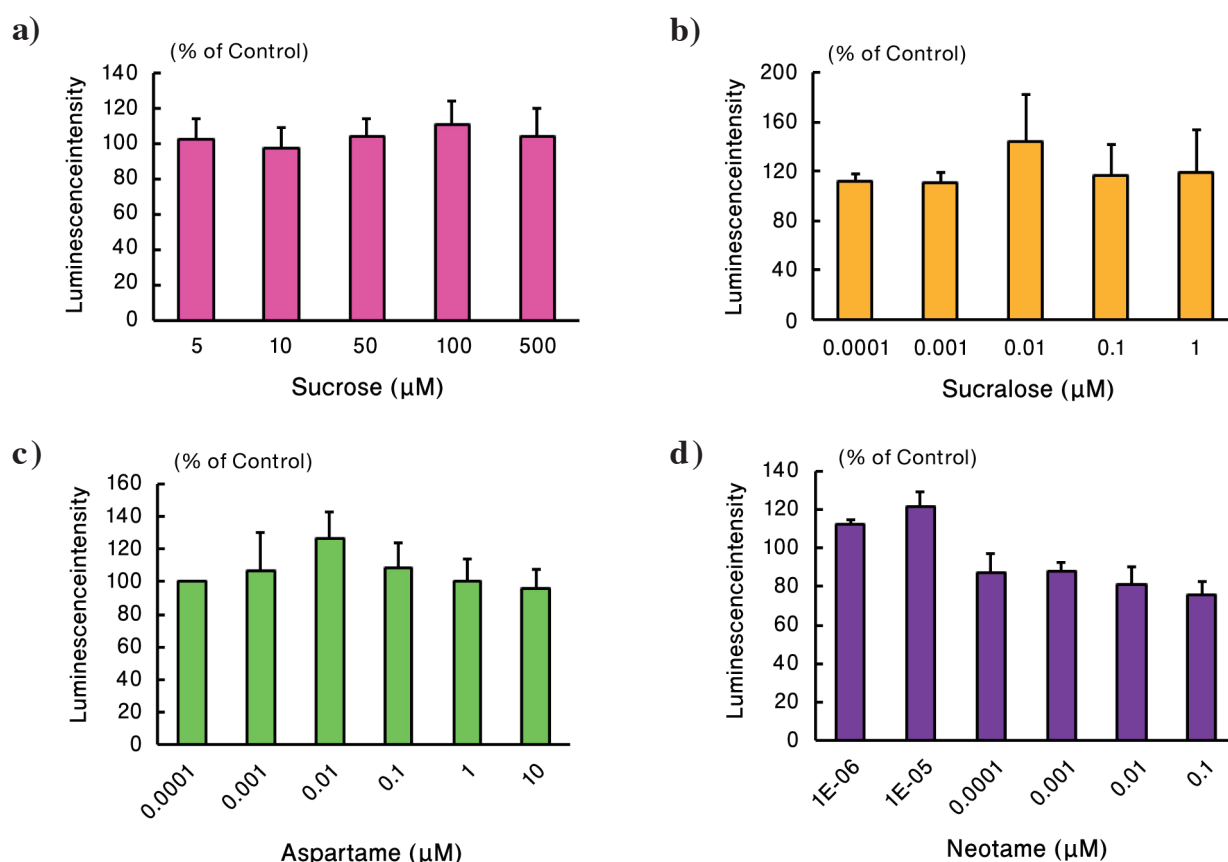 a)
(% of Control)
Luminescenceintensity
140
120
100
80
60
40
20
0
5 10 50 100 500
Sucrose (μM)
b)
(% of Control)
Luminescenceintensity
200
160
120
80
40
0
0.0001 0.001 0.01 0.1 1
Sucralose (μM)
c)
(% of Control)
Luminescenceintensity
160
140
120
100
80
60
40
20
0
0.0001 0.001 0.01 0.1 1 10
Aspartame (μM)
d)
(% of Control)
Luminescenceintensity
140
120
100
80
60
40
20
0
1E-06 1E-05 0.0001 0.001 0.01 0.1
Neotame (μM)